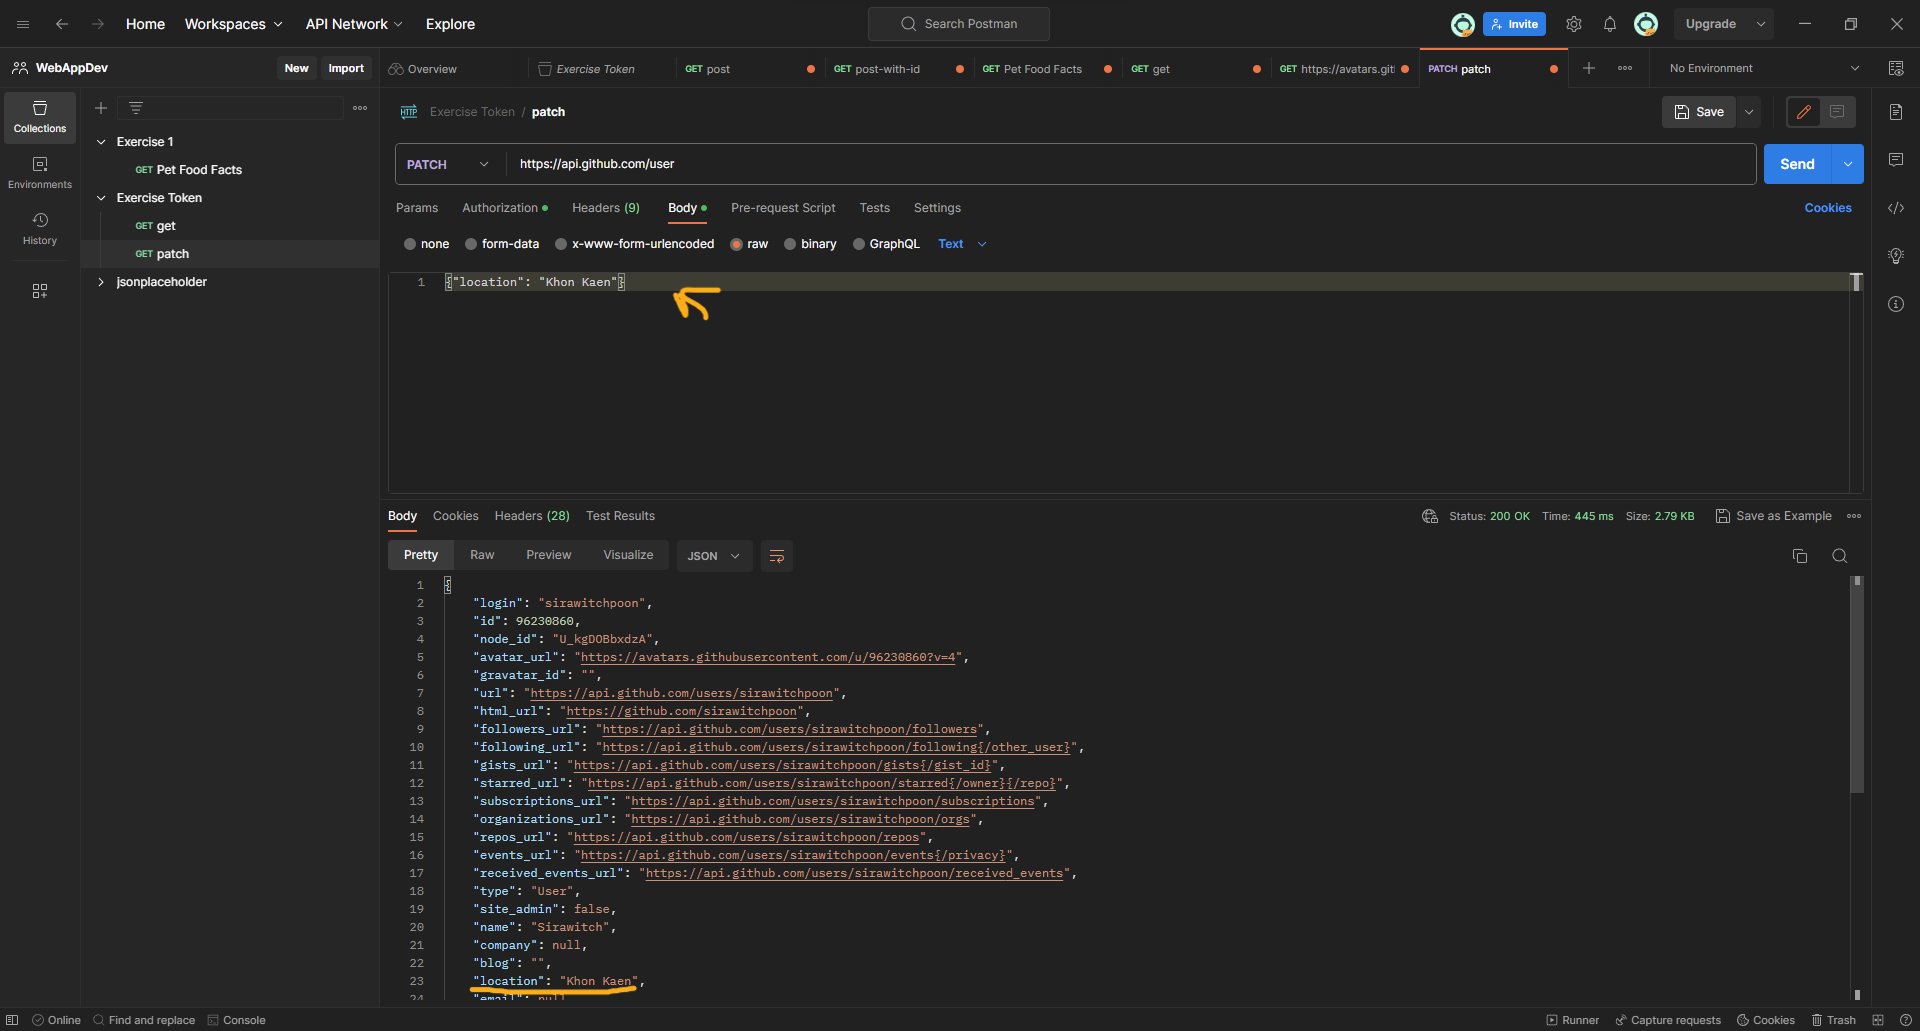 Home Workspaces API Network Explore Search Postman Invite Upgrade
WebAppDev New Import Overview Exercise Token GET post GET post-with-id GET Pet Food Facts GET get GET https://avatars.gitl PATCH patch No Environment
Collections
Environments
History
Exercise 1
GET Pet Food Facts
Exercise Token
GET get
GET patch
jsonplaceholder
HTTP Exercise Token / patch Save
PATCH https://api.github.com/user Send
Params Authorization Headers (9) Body Pre-request Script Tests Settings Cookies
none form-data x-www-form-urlencoded raw binary GraphQL Text
1 {"location": "Khon Kaen"}
Body Cookies Headers (28) Test Results Status: 200 OK Time: 445 ms Size: 2.79 KB Save as Example
Pretty Raw Preview Visualize JSON
1 {
2 "login": "sirawitchpoon",
3 "id": 96230860,
4 "node_id": "U_kgDOBbxdzA",
5 "avatar_url": "https://avatars.githubusercontent.com/u/96230860?v=4",
6 "gravatar_id": "",
7 "url": "https://api.github.com/users/sirawitchpoon",
8 "html_url": "https://github.com/sirawitchpoon",
9 "followers_url": "https://api.github.com/users/sirawitchpoon/followers",
10 "following_url": "https://api.github.com/users/sirawitchpoon/following{/other_user}",
11 "gists_url": "https://api.github.com/users/sirawitchpoon/gists{/gist_id}",
12 "starred_url": "https://api.github.com/users/sirawitchpoon/starred{/owner}{/repo}",
13 "subscriptions_url": "https://api.github.com/users/sirawitchpoon/subscriptions",
14 "organizations_url": "https://api.github.com/users/sirawitchpoon/orgs",
15 "repos_url": "https://api.github.com/users/sirawitchpoon/repos",
16 "events_url": "https://api.github.com/users/sirawitchpoon/events{/privacy}",
17 "received_events_url": "https://api.github.com/users/sirawitchpoon/received_events",
18 "type": "User",
19 "site_admin": false,
20 "name": "Sirawitch",
21 "company": null,
22 "blog": "",
23 "location": "Khon Kaen",
24 "email": null
Online Find and replace Console Runner Capture requests Cookies Trash